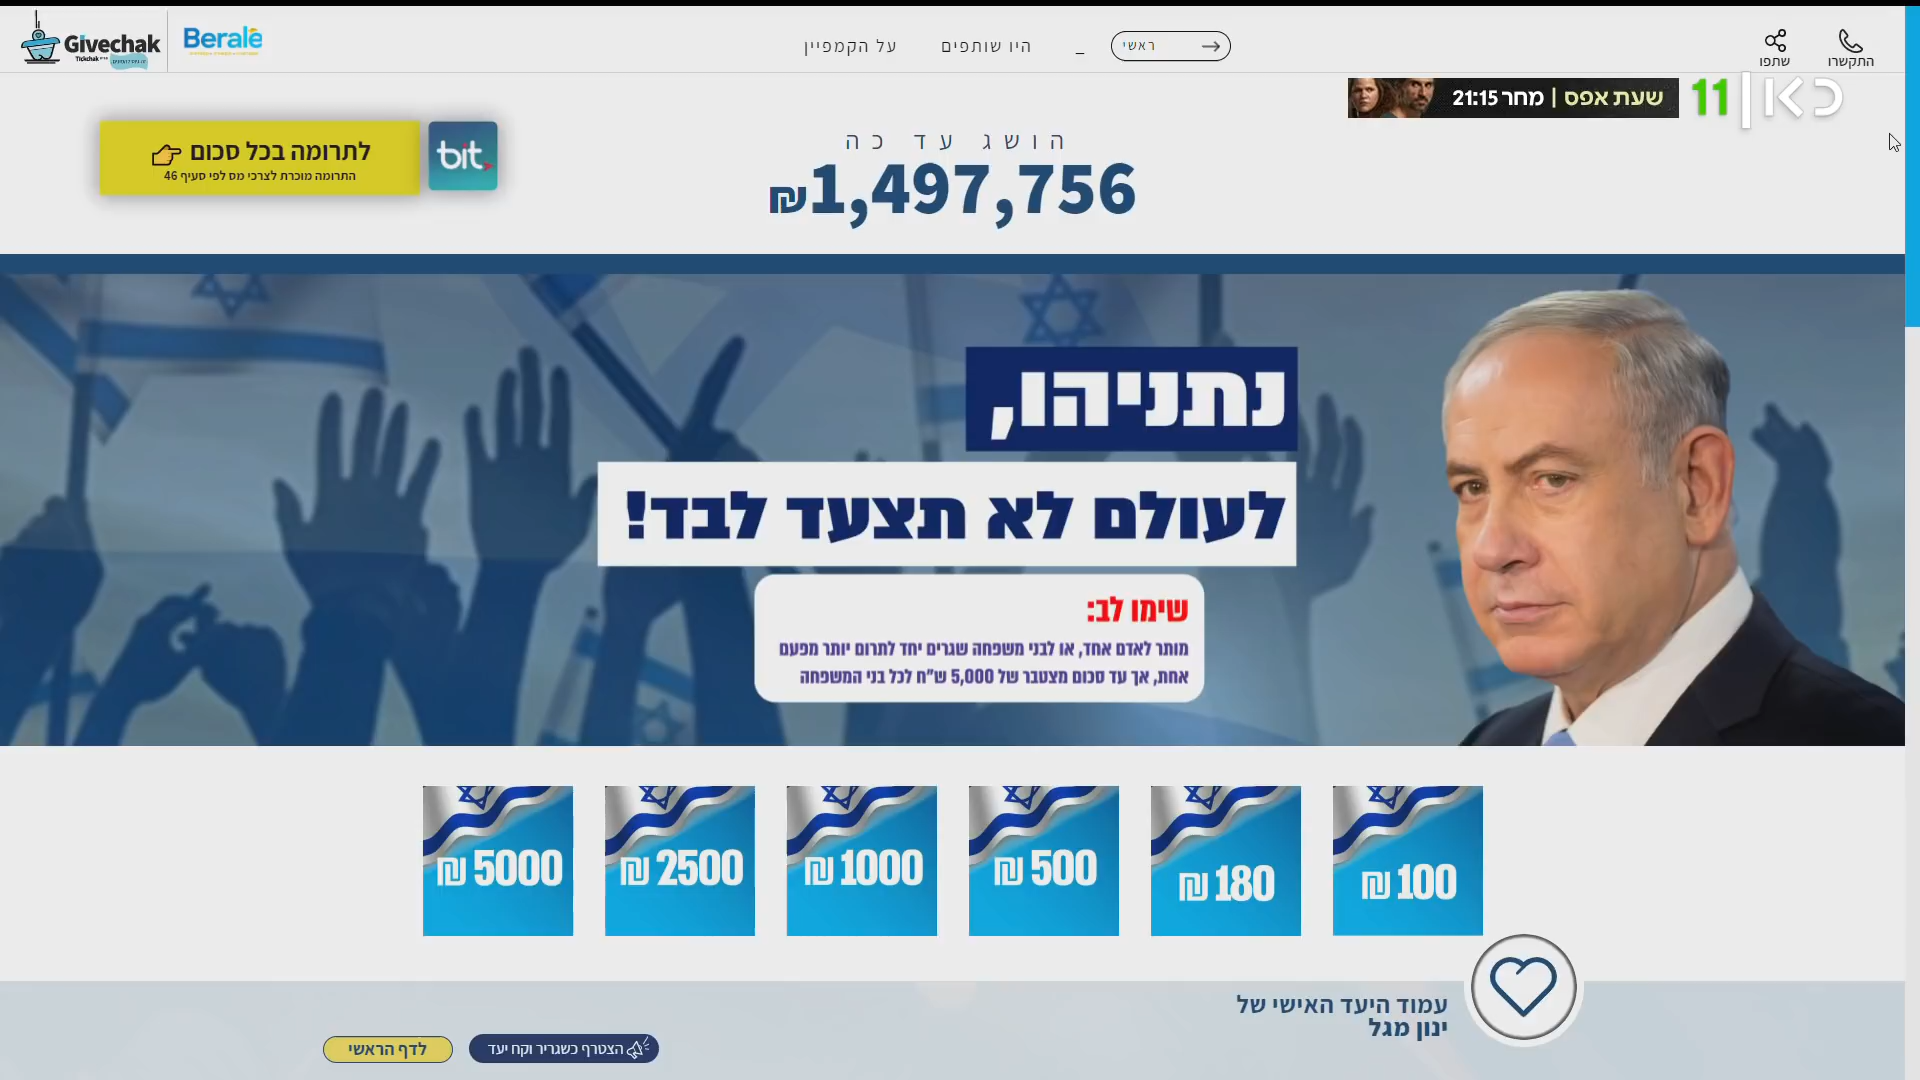 Givechak
Tickchak
Berale
על הקמפיין
היו שותפים
_
ראשי
שתפו
התקשרו
שעת אפס | מחר 21:15
כאן 11
לתרומה בכל סכום
התרומה מוכרת לצרכי מס לפי סעיף 46
bit
הושג עד כה
₪1,497,756
נתניהו,
לעולם לא תצעד לבד!
שימו לב:
מותר לאדם אחד, או לבני משפחה שגרים יחד לתרום יותר מפעם
אחת, אך עד סכום מצטבר של 5,000 ש"ח לכל בני המשפחה
5000 ₪
2500 ₪
1000 ₪
500 ₪
180 ₪
100 ₪
עמוד היעד האישי של
ינון מגל
הצטרף כשגריר וקח יעד
לדף הראשי